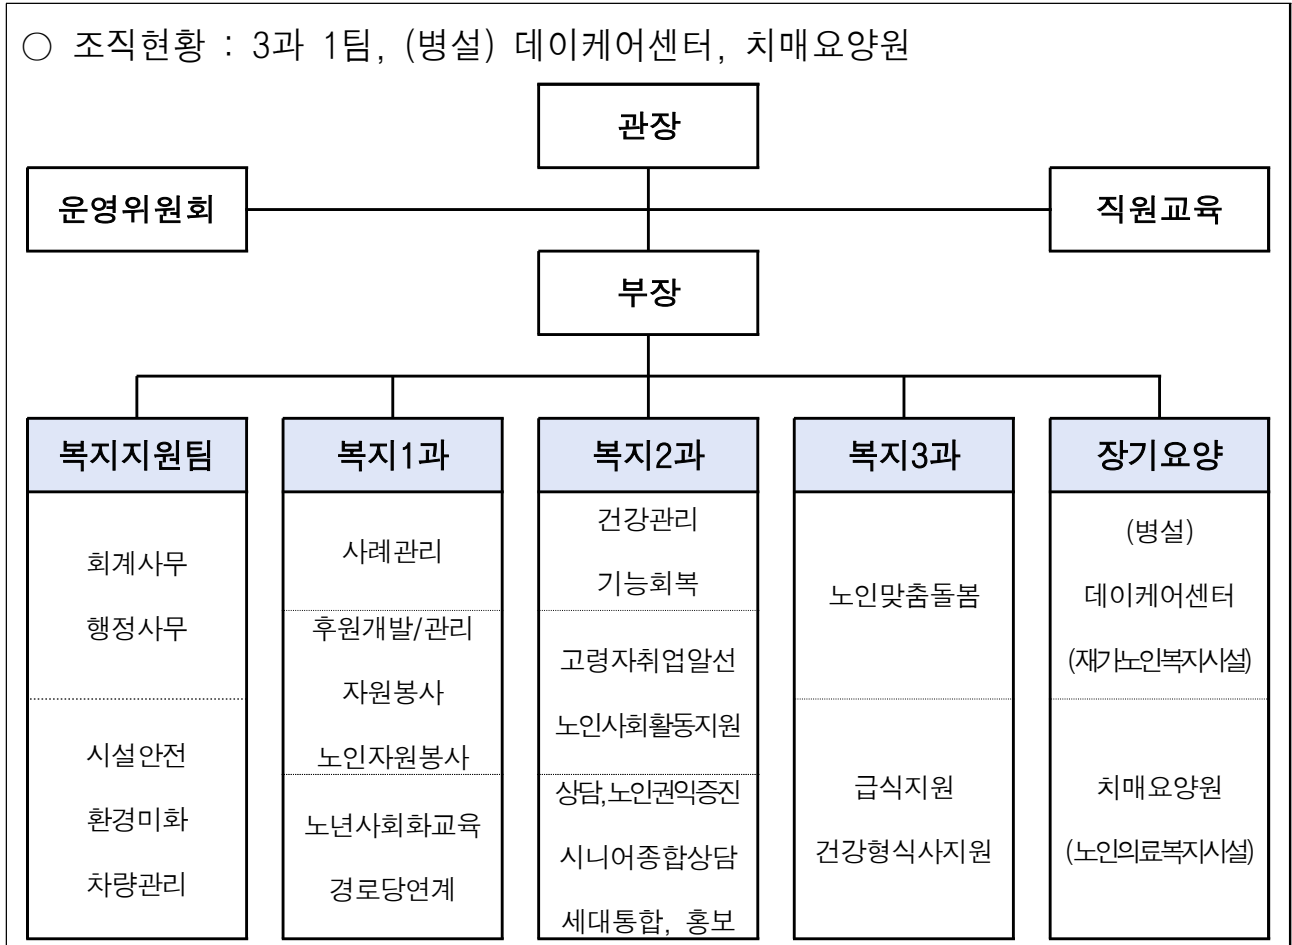 ○ 조직현황 : 3과 1팀, (병설) 데이케어센터, 치매요양원
관장
운영위원회
직원교육
부장
복지지원팀
회계사무
행정사무
시설안전
환경미화
차량관리
복지1과
사례관리
후원개발/관리
자원봉사
노인자원봉사
노년사회화교육
경로당연계
복지2과
건강관리
기능회복
고령자취업알선
노인사회활동지원
상담,노인권익증진
시니어종합상담
세대통합, 홍보
복지3과
노인맞춤돌봄
급식지원
건강형식사지원
장기요양
(병설)
데이케어센터
(재가노인복지시설)
치매요양원
(노인의료복지시설)